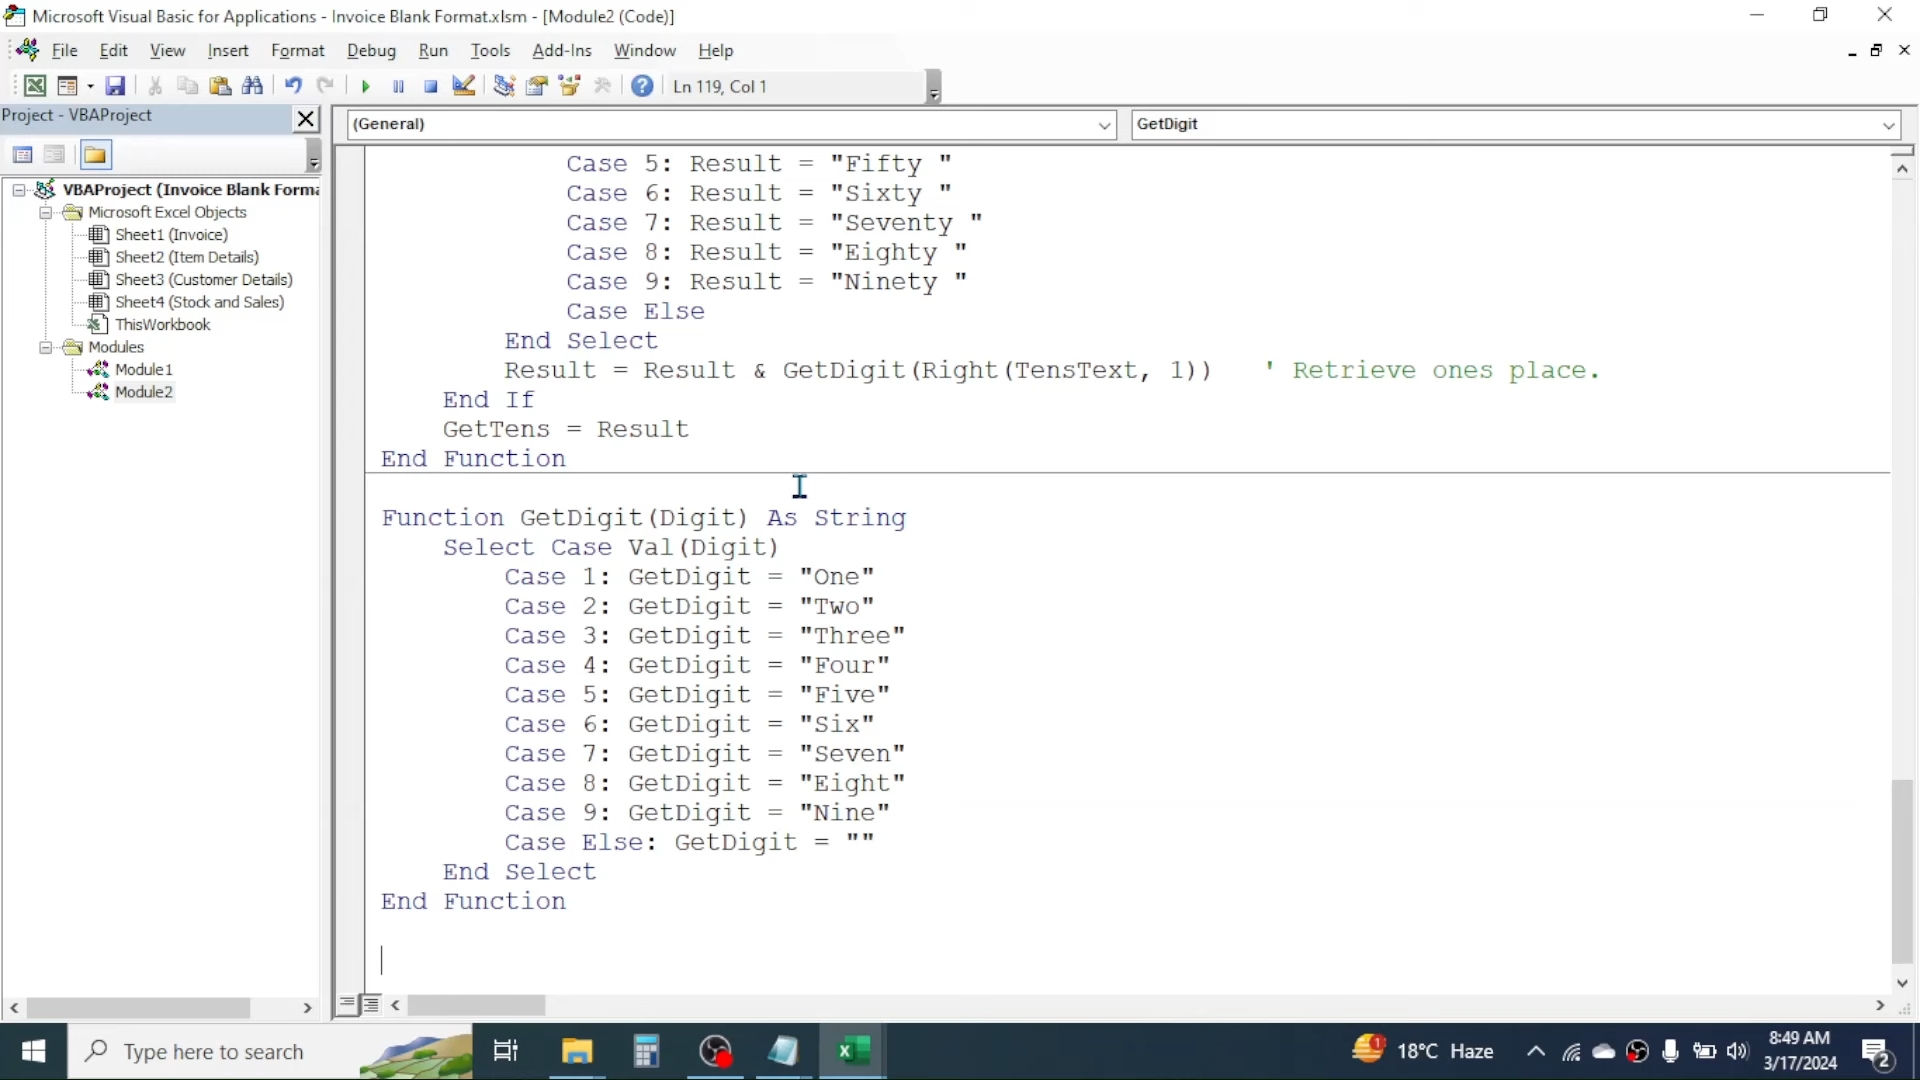 Microsoft Visual Basic for Applications - Invoice Blank Format.xlsm - [Module2 (Code)]
File Edit View Insert Format Debug Run Tools Add-Ins Window Help
Ln 119, Col 1
Project - VBAProject
(General)
GetDigit
VBAProject (Invoice Blank Forma
Microsoft Excel Objects
Sheet1 (Invoice)
Sheet2 (Item Details)
Sheet3 (Customer Details)
Sheet4 (Stock and Sales)
ThisWorkbook
Modules
Module1
Module2
Case 5: Result = "Fifty "
Case 6: Result = "Sixty "
Case 7: Result = "Seventy "
Case 8: Result = "Eighty "
Case 9: Result = "Ninety "
Case Else
End Select
Result = Result & GetDigit(Right(TensText, 1)) ' Retrieve ones place.
End If
GetTens = Result
End Function
Function GetDigit(Digit) As String
Select Case Val(Digit)
Case 1: GetDigit = "One"
Case 2: GetDigit = "Two"
Case 3: GetDigit = "Three"
Case 4: GetDigit = "Four"
Case 5: GetDigit = "Five"
Case 6: GetDigit = "Six"
Case 7: GetDigit = "Seven"
Case 8: GetDigit = "Eight"
Case 9: GetDigit = "Nine"
Case Else: GetDigit = ""
End Select
End Function
Type here to search
1
18°C Haze
8:49 AM
3/17/2024
2